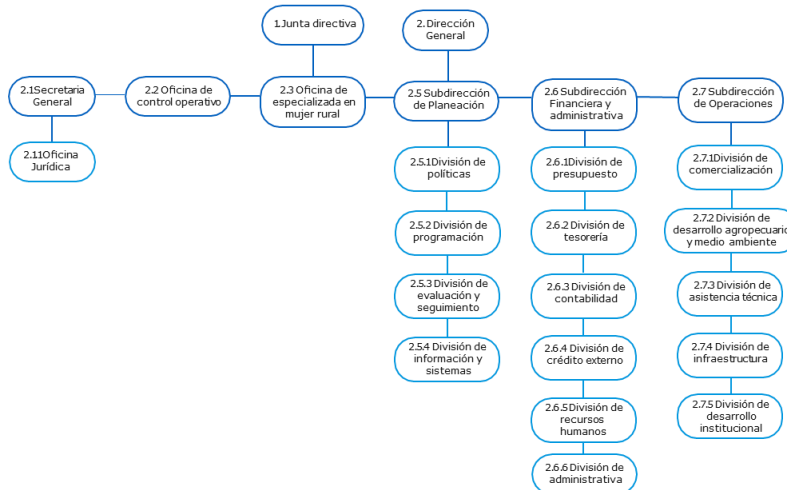 1.Junta directiva
2. Dirección
General
2.1Secretaria
General
2.2 Oficina de
control operativo
2.3 Oficina de
especializada en
mujer rural
2.5 Subdirección
de Planeación
2.6 Subdirección
Financiera y
administrativa
2.7 Subdirección
de Operaciones
2.1.1Oficina
Jurídica
2.5.1División de
políticas
2.5.2 División de
programación
2.5.3 División de
evaluación y
seguimiento
2.5.4 División de
información y
sistemas
2.6.1División de
presupuesto
2.6.2 División de
tesorería
2.6.3 División de
contabilidad
2.6.4 División de
crédito externo
2.6.5 División de
recursos
humanos
2.6.6 División de
administrativa
2.7.1División de
comercialización
2.7.2 División de
desarrollo agropecuario
y medio ambiente
2.7.3 División de
asistencia técnica
2.7.4 División de
infraestructura
2.7.5 División de
desarrollo
institucional